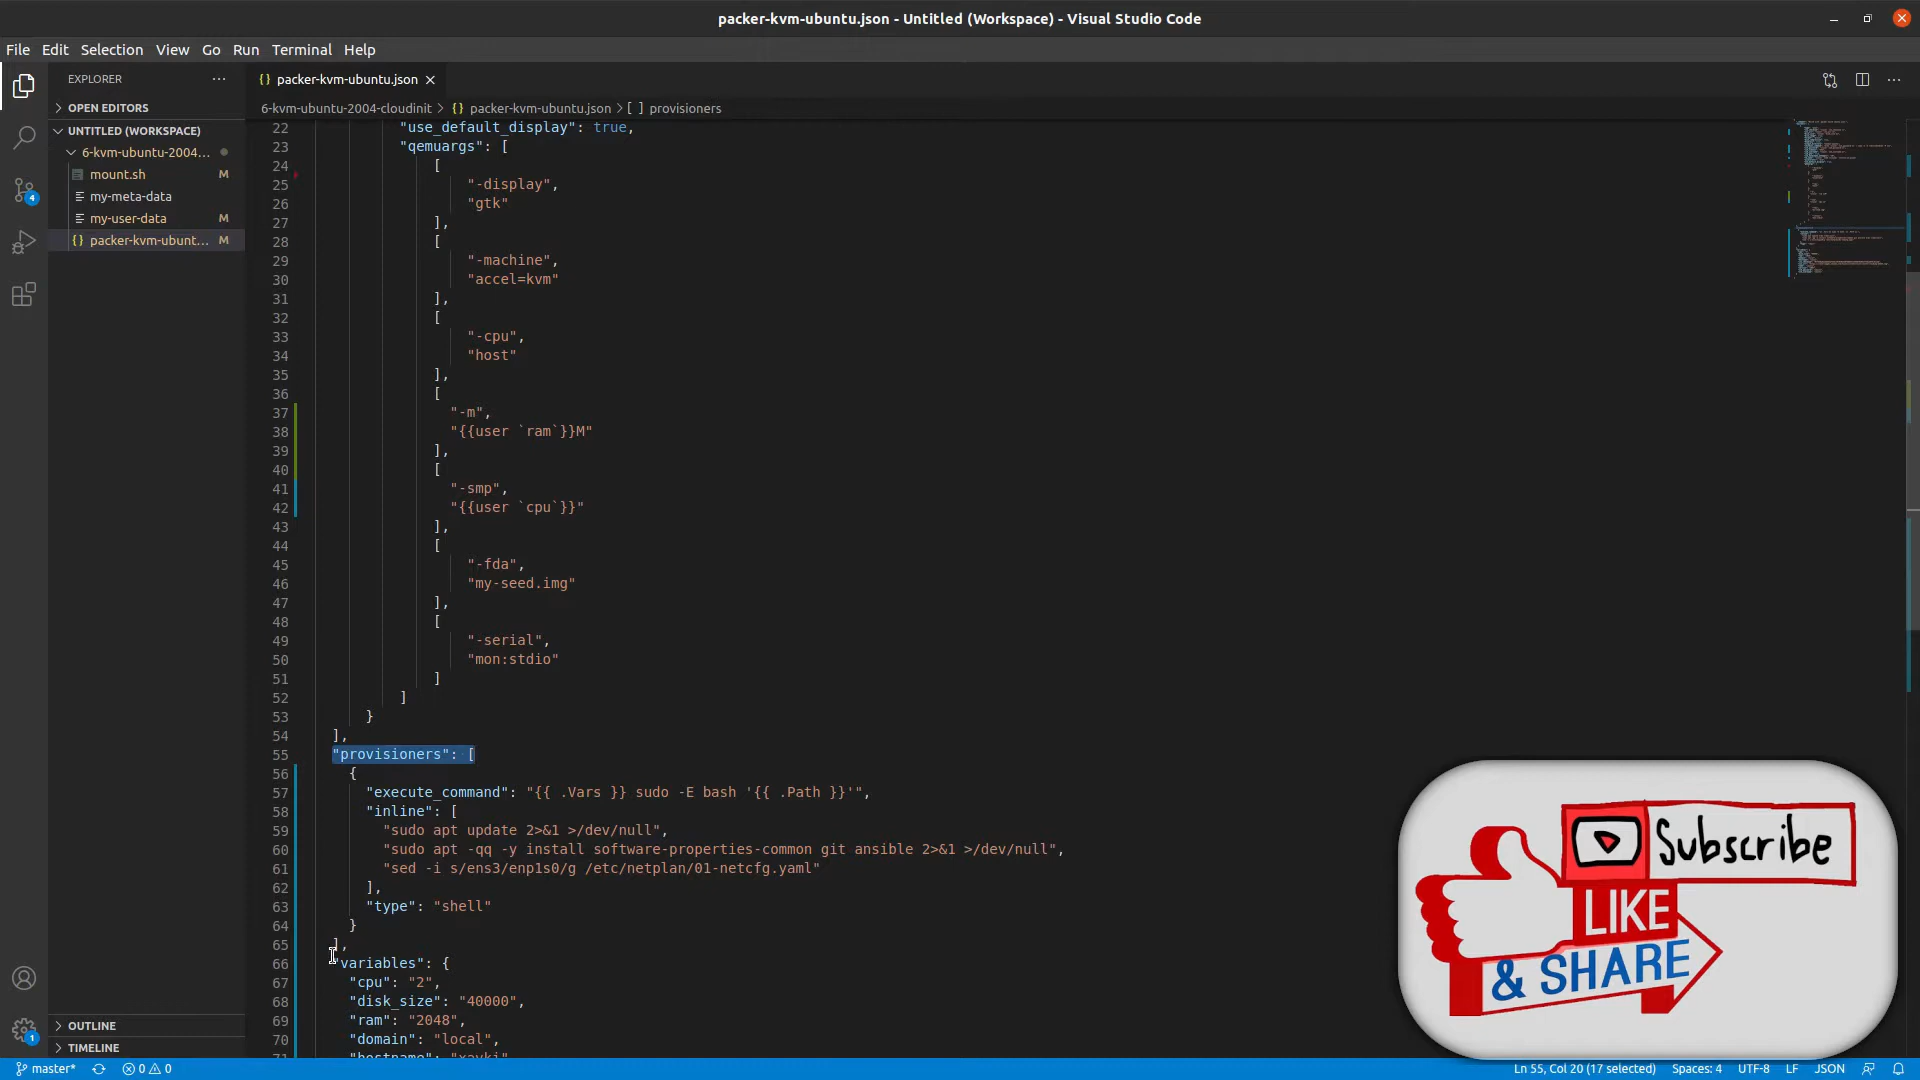 packer-kvm-ubuntu.json - Untitled (Workspace) - Visual Studio Code
File Edit Selection View Go Run Terminal Help
EXPLORER
OPEN EDITORS
UNTITLED (WORKSPACE)
6-kvm-ubuntu-2004...
mount.sh M
my-meta-data
my-user-data M
packer-kvm-ubunt... M
OUTLINE
TIMELINE
4
1
{} packer-kvm-ubuntu.json
6-kvm-ubuntu-2004-cloudinit > {} packer-kvm-ubuntu.json > [ ] provisioners
22 "use_default_display": true,
23 "qemuargs": [
24 [
25 "-display",
26 "gtk"
27 ],
28 [
29 "-machine",
30 "accel=kvm"
31 ],
32 [
33 "-cpu",
34 "host"
35 ],
36 [
37 "-m",
38 "{{user `ram`}}M"
39 ],
40 [
41 "-smp",
42 "{{user `cpu`}}"
43 ],
44 [
45 "-fda",
46 "my-seed.img"
47 ],
48 [
49 "-serial",
50 "mon:stdio"
51 ]
52 ]
53 }
54 ],
55 "provisioners": [
56 {
57 "execute_command": "{{ .Vars }} sudo -E bash '{{ .Path }}'",
58 "inline": [
59 "sudo apt update 2>&1 >/dev/null",
60 "sudo apt -qq -y install software-properties-common git ansible 2>&1 >/dev/null",
61 "sed -i s/ens3/enp1s0/g /etc/netplan/01-netcfg.yaml"
62 ],
63 "type": "shell"
64 }
65 ],
66 "variables": {
67 "cpu": "2",
68 "disk_size": "40000",
69 "ram": "2048",
70 "domain": "local",
71 "hostname": "xavki"
Subscribe
LIKE
& SHARE
master* 0 0
Ln 55, Col 20 (17 selected) Spaces: 4 UTF-8 LF JSON